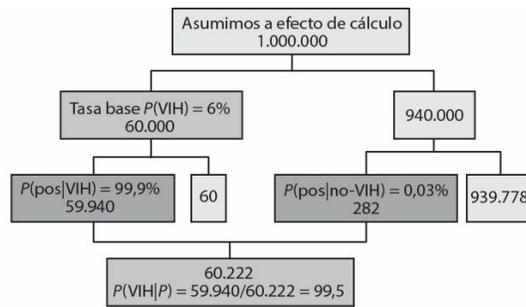 Asumimos a efecto de cálculo
1.000.000
Tasa base P(VIH) = 6%
60.000
940.000
P(pos|VIH) = 99,9%
59.940
60
P(pos|no-VIH) = 0,03%
282
939.778
60.222
P(VIH|P) = 59.940/60.222 = 99,5